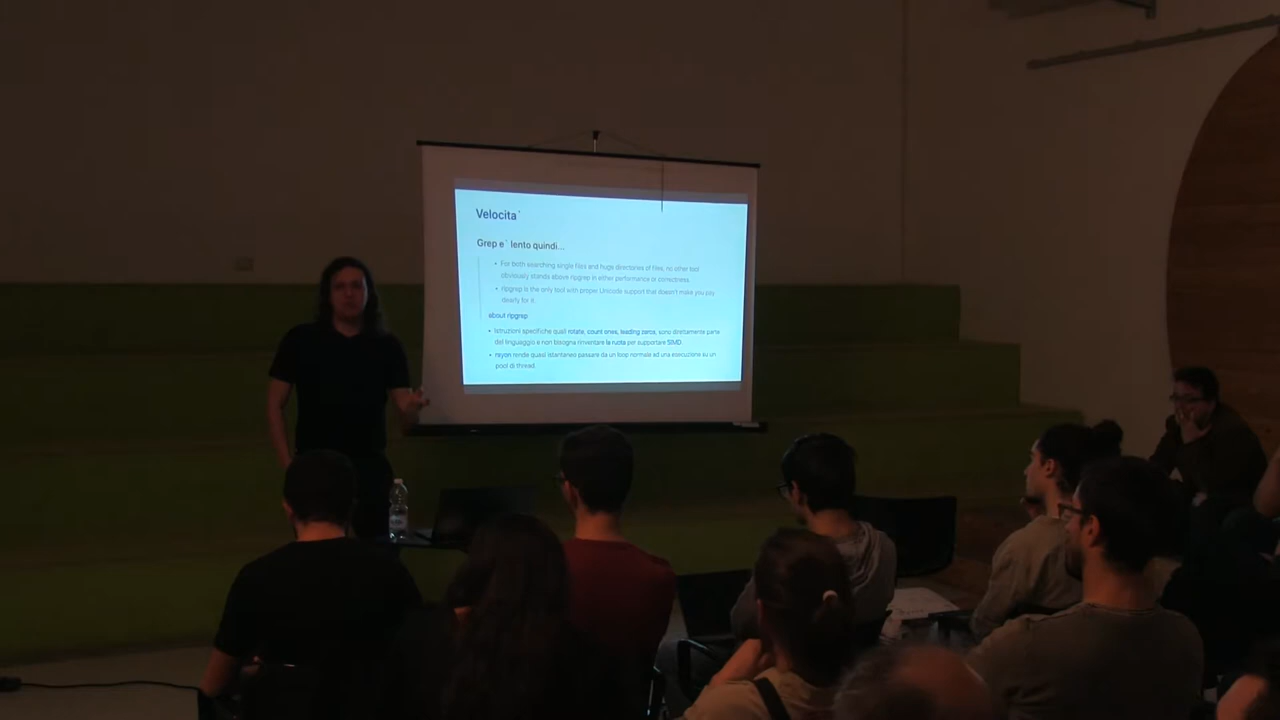 Velocita`
Grep e` lento quindi...
• For both searching single files and huge directories of files, no other tool
obviously stands above ripgrep in either performance or correctness.
• ripgrep is the only tool with proper Unicode support that doesn't make you pay
dearly for it.
about ripgrep
• Istruzioni specifiche quali rotate, count ones, leading zeros, sono direttamente parte
del linguaggio e non bisogna rinventare la ruota per supportare SIMD.
• rayon rende quasi istantaneo passare da un loop normale ad una esecuzione su un
pool di thread.